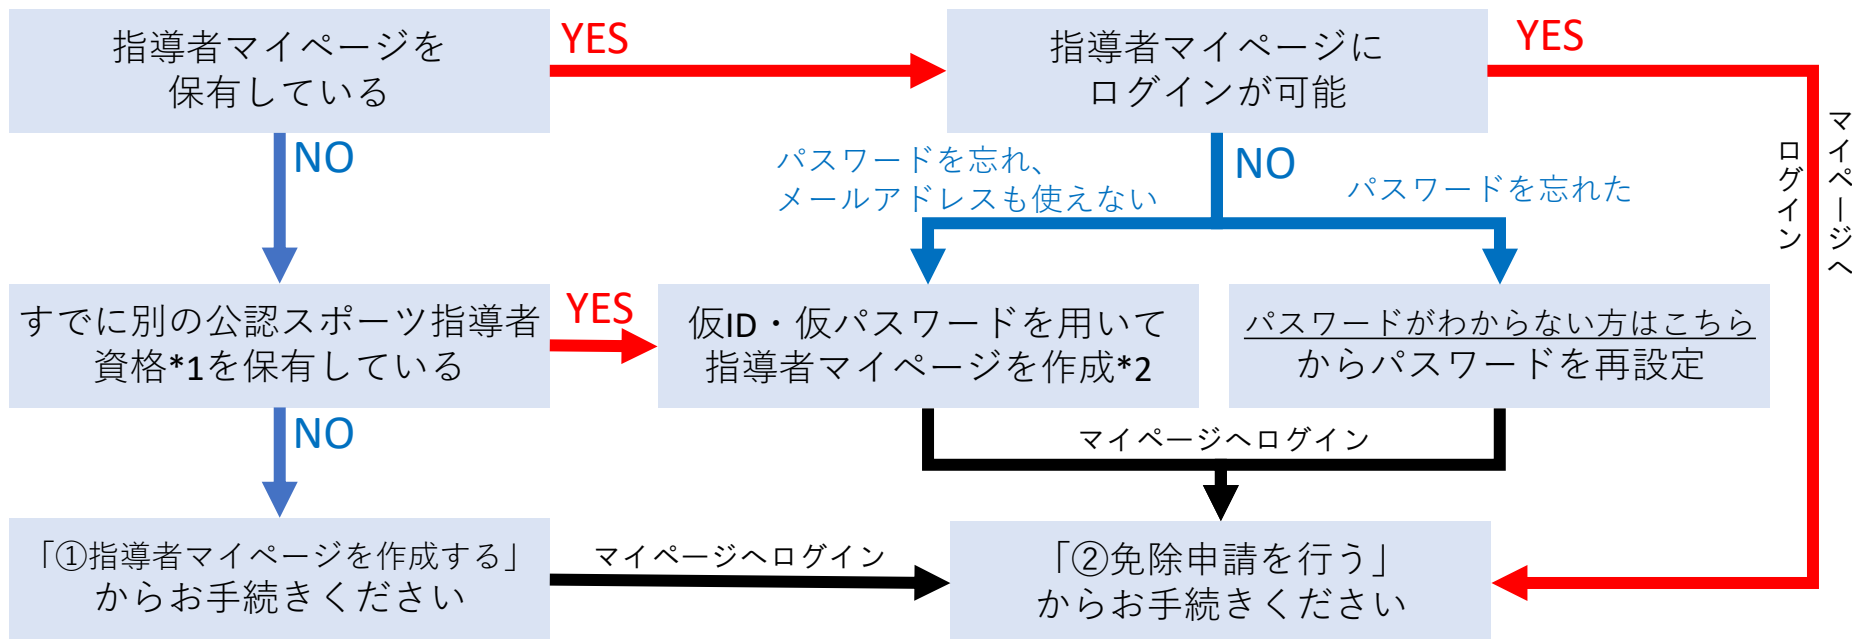 指導者マイページを
保有している
YES
指導者マイページに
ログインが可能
YES
NO
パスワードを忘れ、
メールアドレスも使えない
NO
パスワードを忘れた
マイページへ
ログイン
すでに別の公認スポーツ指導者
資格*1を保有している
YES
仮ID・仮パスワードを用いて
指導者マイページを作成*2
パスワードがわからない方はこちら
からパスワードを再設定
NO
マイページへログイン
「①指導者マイページを作成する」
からお手続きください
マイページへログイン
「②免除申請を行う」
からお手続きください